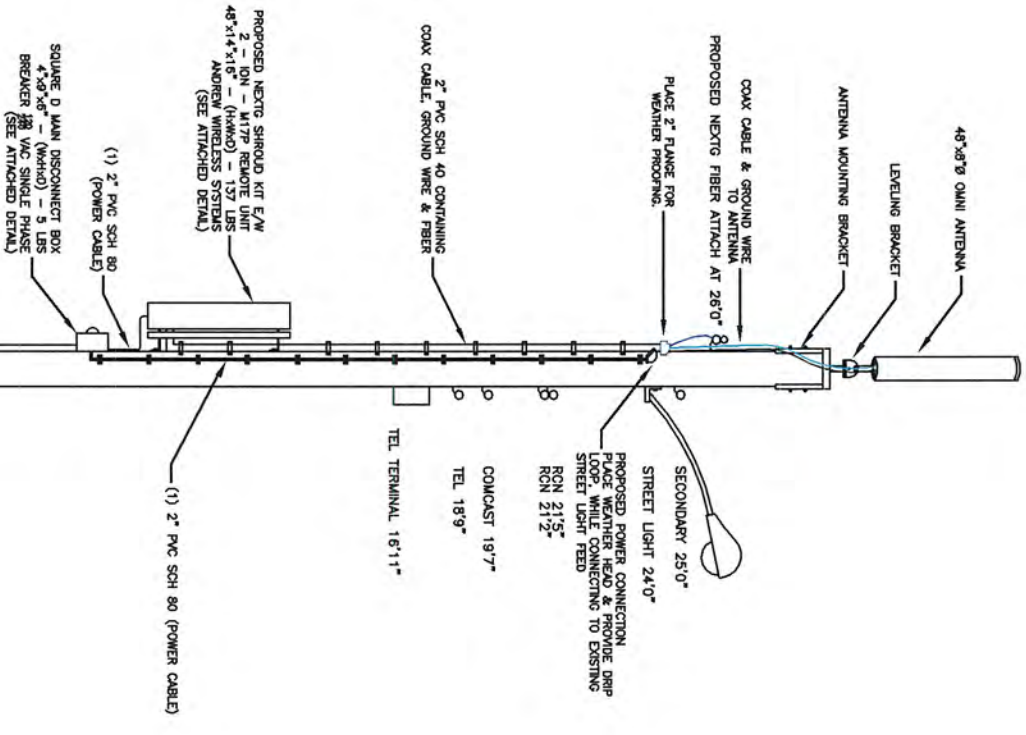 48"x8"Ø OMNI ANTENNA
LEVELING BRACKET
ANTENNA MOUNTING BRACKET
COAX CABLE & GROUND WIRE
TO ANTENNA
PROPOSED NEXTG FIBER ATTACH AT 26'0"
PLACE 2" FLANGE FOR
WEATHER PROOFING.
2" PVC SCH 40 CONTAINING
COAX CABLE, GROUND WIRE & FIBER
PROPOSED NEXTG SHROUD KIT E/W
2 - ION - M17P REMOTE UNIT
48"x14"x16" - (HxWxD) - 137 LBS
ANDREW WIRELESS SYSTEMS
(SEE ATTACHED DETAIL)
(1) 2" PVC SCH 80
(POWER CABLE)
SQUARE D MAIN DISCONNECT BOX
4"x9"x6" - (WxHxD) - 5 LBS
BREAKER VAC SINGLE PHASE
(SEE ATTACHED DETAIL)
SECONDARY 25'0"
STREET LIGHT 24'0"
PROPOSED POWER CONNECTION
PLACE WEATHER HEAD & PROVIDE DRIP
LOOP, WHILE CONNECTING TO EXISTING
STREET LIGHT FEED
RCN 21'5"
RCN 21'2"
COMCAST 19'7"
TEL 18'9"
TEL TERMINAL 16'11"
(1) 2" PVC SCH 80 (POWER CABLE)